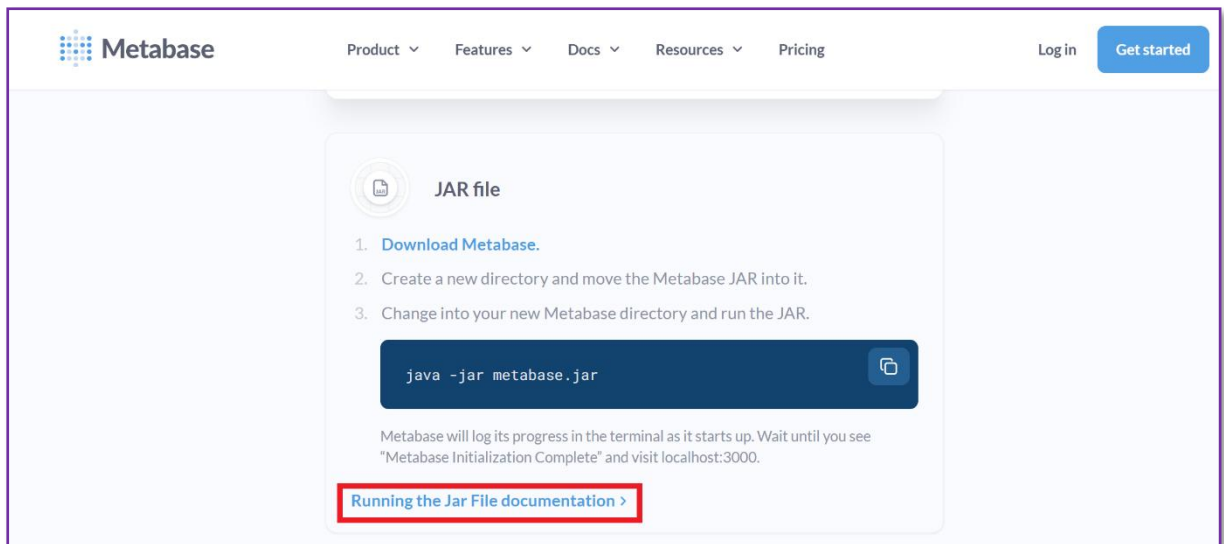 Metabase
Product
Features
Docs
Resources
Pricing
Log in
Get started
JAR file
1. Download Metabase.
2. Create a new directory and move the Metabase JAR into it.
3. Change into your new Metabase directory and run the JAR.
java -jar metabase.jar
Metabase will log its progress in the terminal as it starts up. Wait until you see
“Metabase Initialization Complete” and visit localhost:3000.
Running the Jar File documentation >